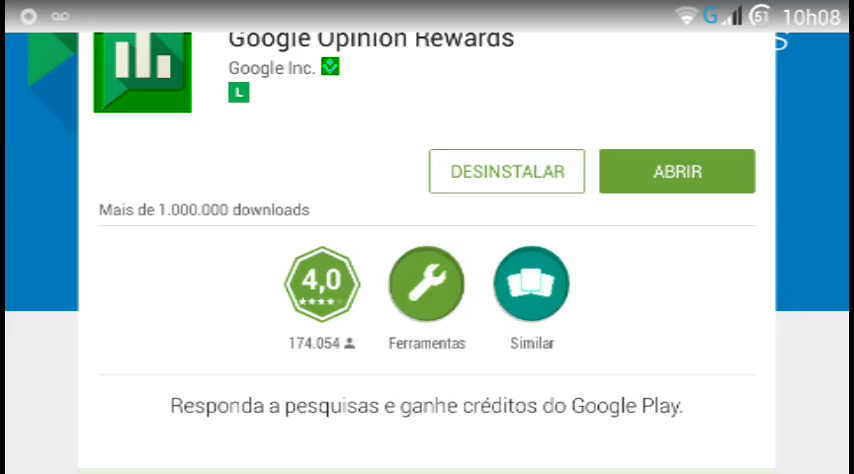 G 51 10h08
Google Opinion Rewards
s
Google Inc.
L
DESINSTALAR ABRIR
Mais de 1.000.000 downloads
4,0
174.054 Ferramentas Similar
Responda a pesquisas e ganhe créditos do Google Play.